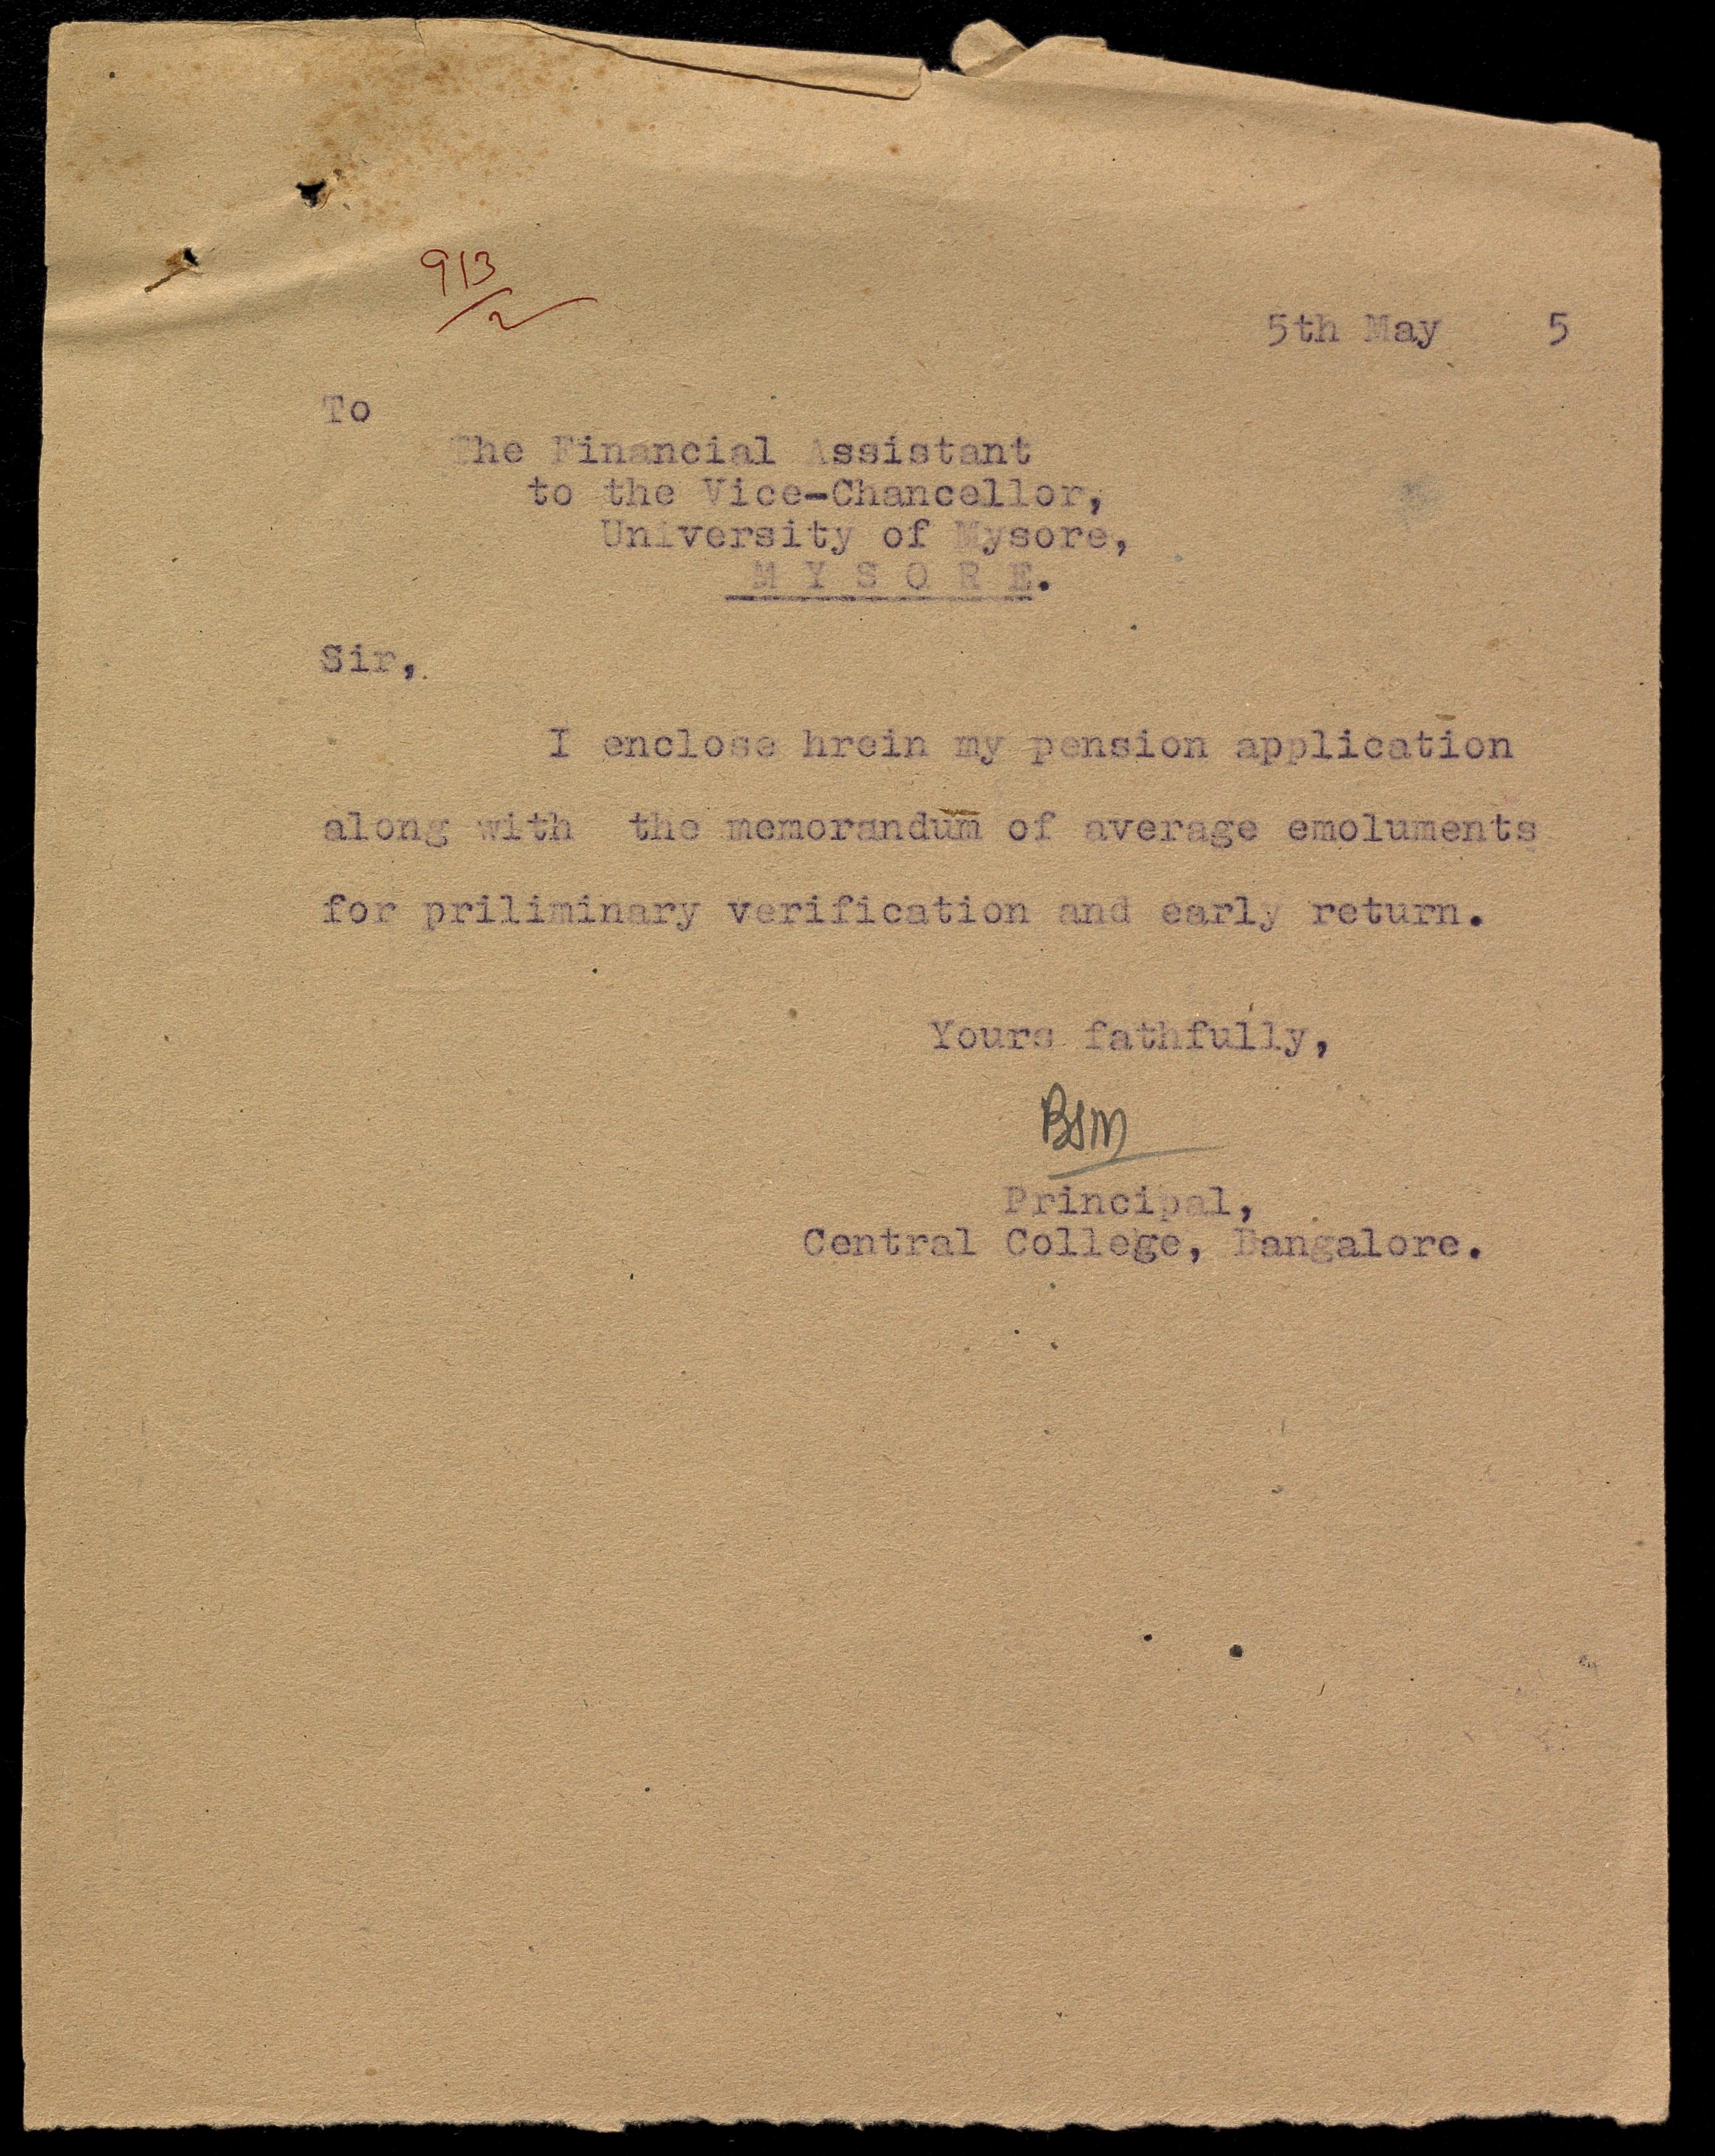 913
/2
5th May 5
To
The Financial Assistant
to the Vice-Chancellor,
University of Mysore,
M Y S O R E.
Sir,
I enclose hrein my pension application
along with the memorandum of average emoluments
for priliminary verification and early return.
Yours fathfully,
BSM
Principal,
Central College, Bangalore.